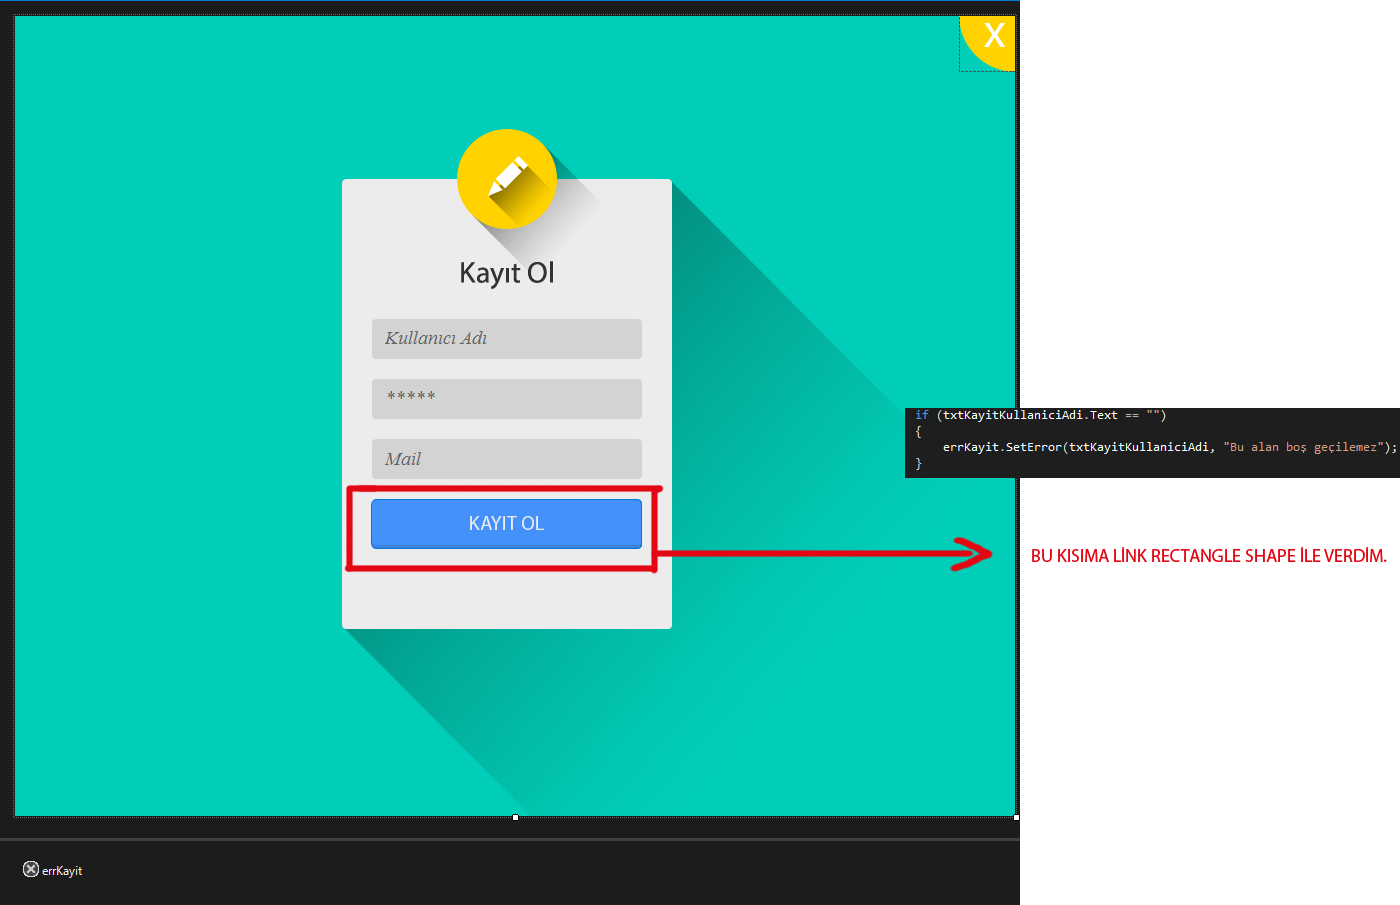 X
Kayıt Ol
Kullanıcı Adı
*****
Mail
KAYIT OL
if (txtKayitKullaniciAdi.Text == "")
{
errKayit.SetError(txtKayitKullaniciAdi, "Bu alan boş geçilemez");
}
BU KISIMA LİNK RECTANGLE SHAPE İLE VERDİM.
errKayit